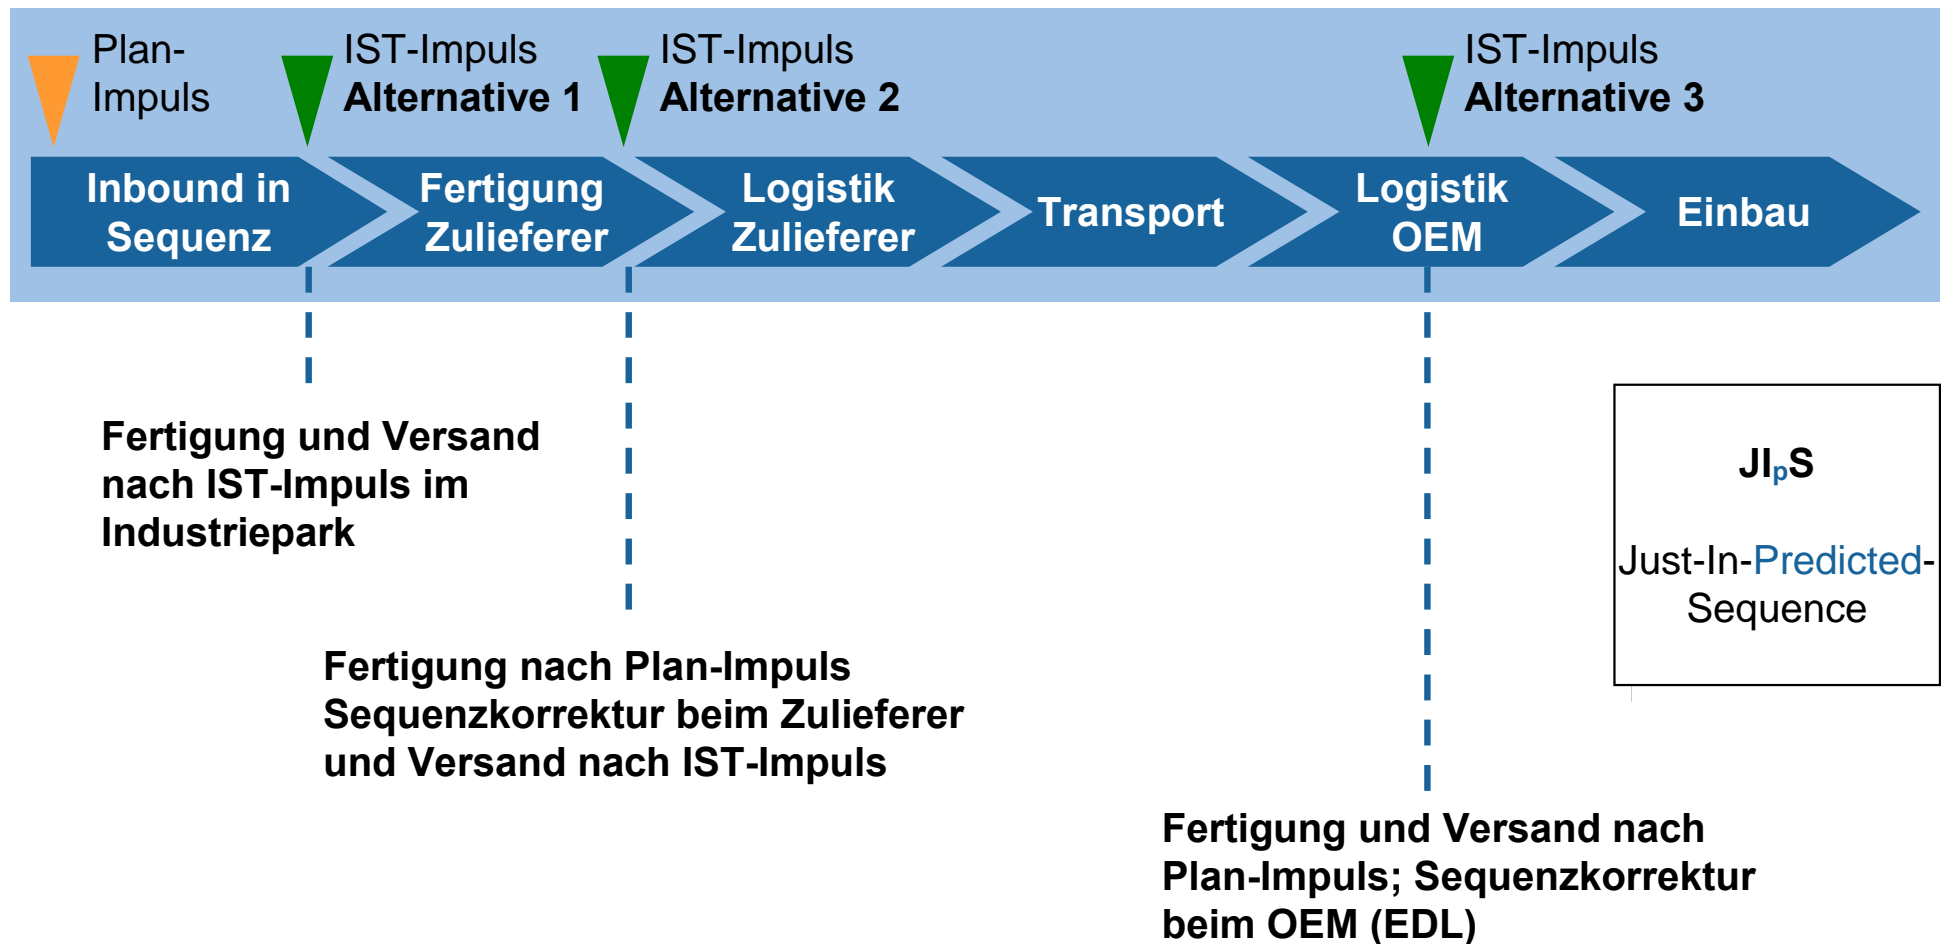 Plan-
Impuls
IST-Impuls
Alternative 1
IST-Impuls
Alternative 2
IST-Impuls
Alternative 3
Inbound in
Sequenz
Fertigung
Zulieferer
Logistik
Zulieferer
Transport
Logistik
OEM
Einbau
Fertigung und Versand
nach IST-Impuls im
Industriepark
Fertigung nach Plan-Impuls
Sequenzkorrektur beim Zulieferer
und Versand nach IST-Impuls
Fertigung und Versand nach
Plan-Impuls; Sequenzkorrektur
beim OEM (EDL)
JIpS
Just-In-Predicted-
Sequence